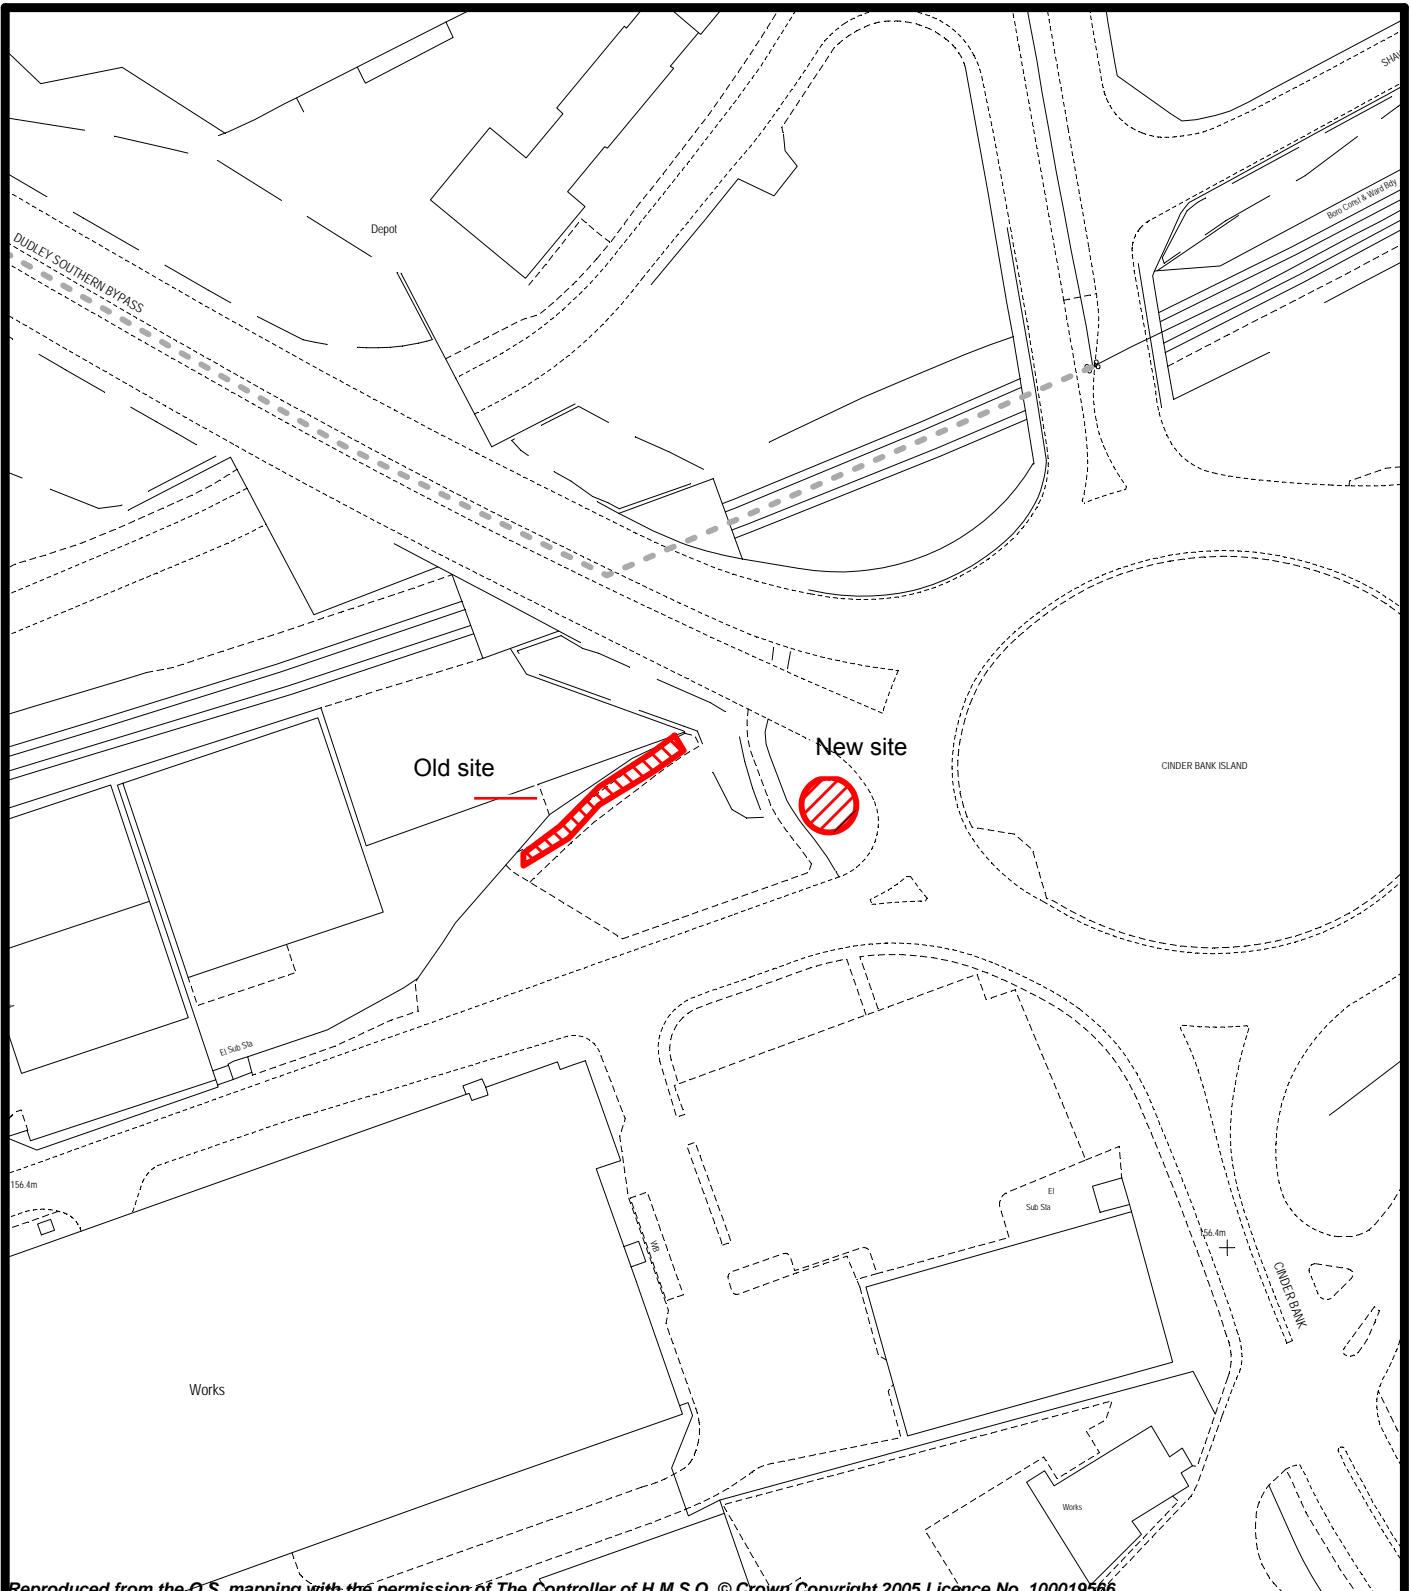 SHA
Boro Const & Ward Bdy
Depot
DUDLEY SOUTHERN BYPASS
New site
Old site
CINDER BANK ISLAND
El Sub Sta
156.4m
El
Sub Sta
156.4m
WB
CINDER BANK
Works
Works
Reproduced from the O.S. mapping with the permission of The Controller of H.M.S.O. © Crown Copyright 2005 Licence No. 100019566